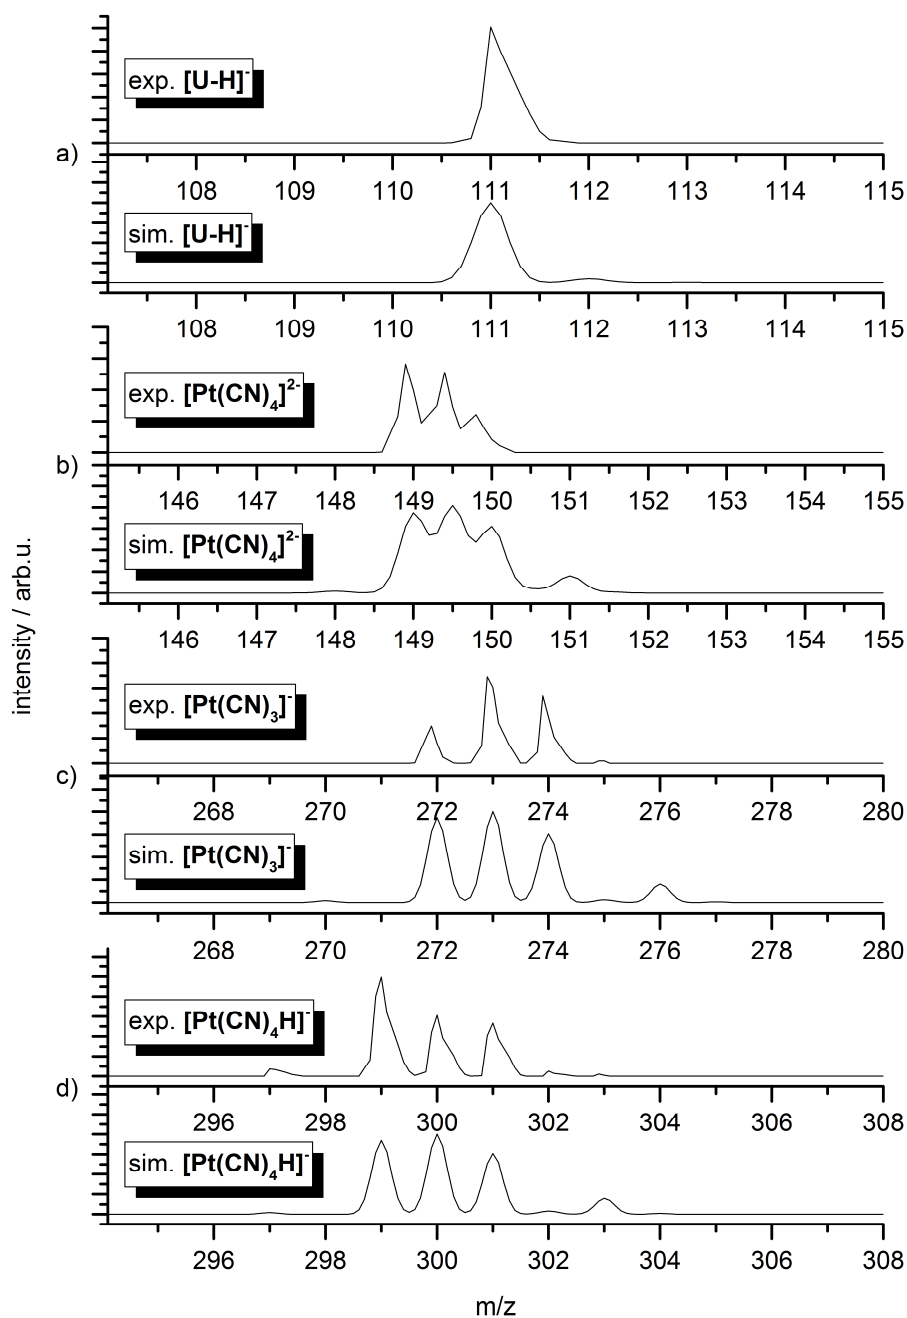 exp. [U-H]⁻
a)
108 109 110 111 112 113 114 115
sim. [U-H]⁻
108 109 110 111 112 113 114 115
exp. [Pt(CN)₄]²⁻
b)
146 147 148 149 150 151 152 153 154 155
sim. [Pt(CN)₄]²⁻
146 147 148 149 150 151 152 153 154 155
intensity / arb.u.
exp. [Pt(CN)₃]⁻
c)
268 270 272 274 276 278 280
sim. [Pt(CN)₃]⁻
268 270 272 274 276 278 280
exp. [Pt(CN)₄H]⁻
d)
296 298 300 302 304 306 308
sim. [Pt(CN)₄H]⁻
296 298 300 302 304 306 308
m/z